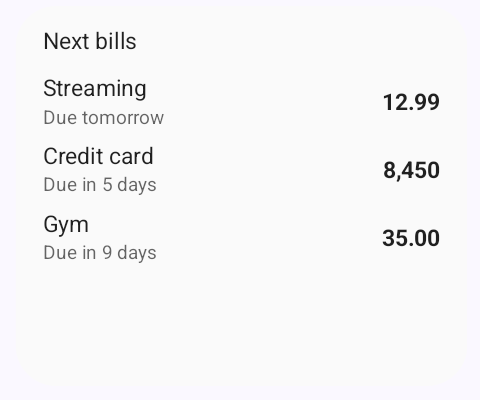 Next bills
Streaming
Due tomorrow
12.99
Credit card
Due in 5 days
8,450
Gym
Due in 9 days
35.00